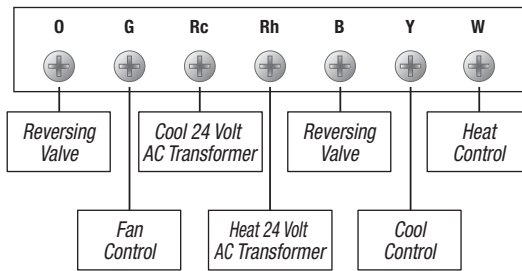 O G Rc Rh B Y W
Reversing
Valve
Cool 24 Volt
AC Transformer
Reversing
Valve
Heat
Control
Fan
Control
Heat 24 Volt
AC Transformer
Cool
Control